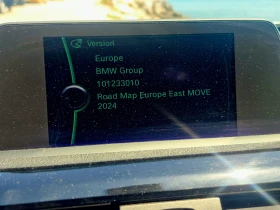 Version
Europe
BMW Group
101233010
Road Map Europe East MOVE
2024